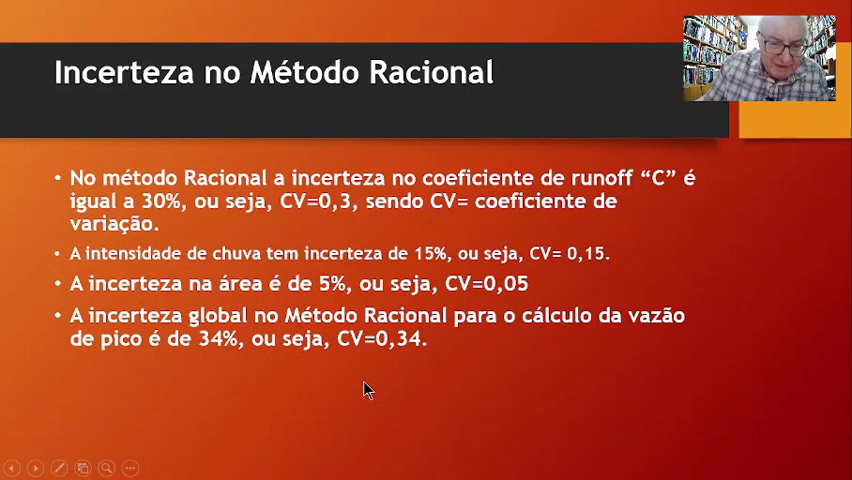 Incerteza no Método Racional
• No método Racional a incerteza no coeficiente de runoff “C” é
igual a 30%, ou seja, CV=0,3, sendo CV= coeficiente de
variação.
• A intensidade de chuva tem incerteza de 15%, ou seja, CV= 0,15.
• A incerteza na área é de 5%, ou seja, CV=0,05
• A incerteza global no Método Racional para o cálculo da vazão
de pico é de 34%, ou seja, CV=0,34.